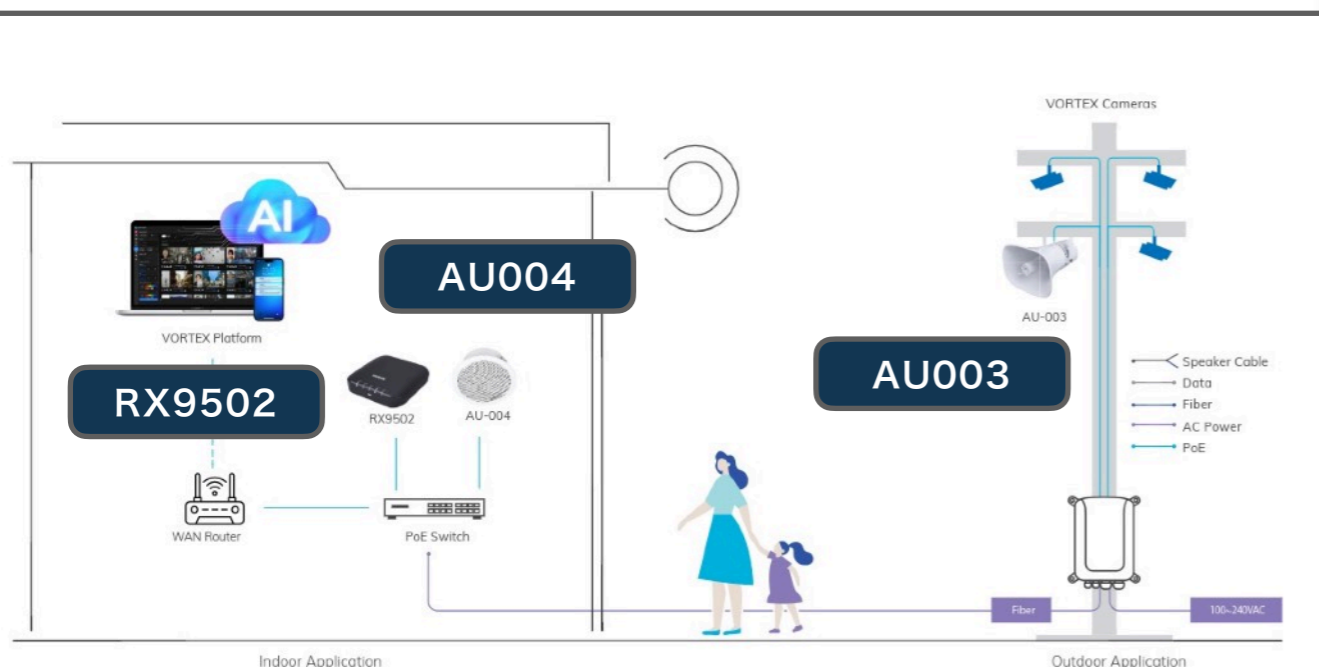 VORTEX Cameras
AI
AU004
VORTEX Platform
AU-003
RX9502
AU003
Speaker Cable
Data
Fiber
AC Power
PoE
RX9502
AU-004
WAN Router
PoE Switch
Fiber
100~240VAC
Indoor Application
Outdoor Application